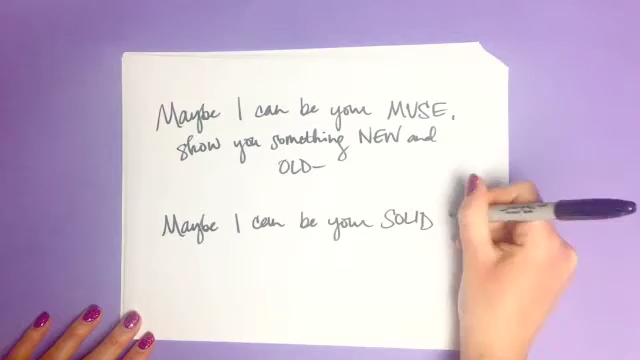 Maybe I can be your MUSE,
show you something NEW and
OLD—
Maybe I can be your SOLID